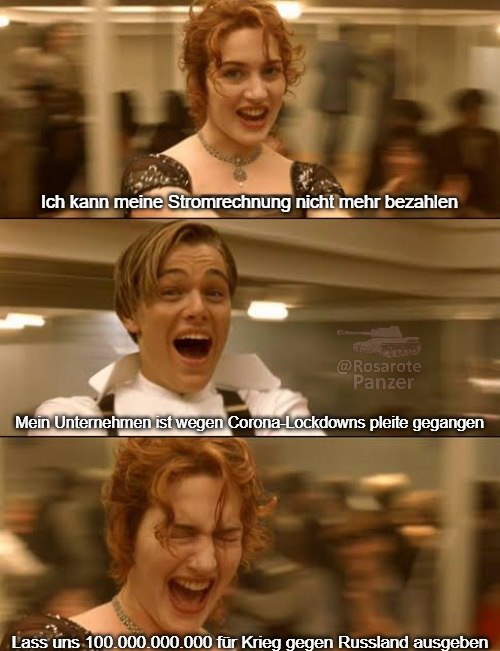 Ich kann meine Stromrechnung nicht mehr bezahlen
@Rosarote
Panzer
Mein Unternehmen ist wegen Corona-Lockdowns pleite gegangen
Lass uns 100.000.000.000 für Krieg gegen Russland ausgeben